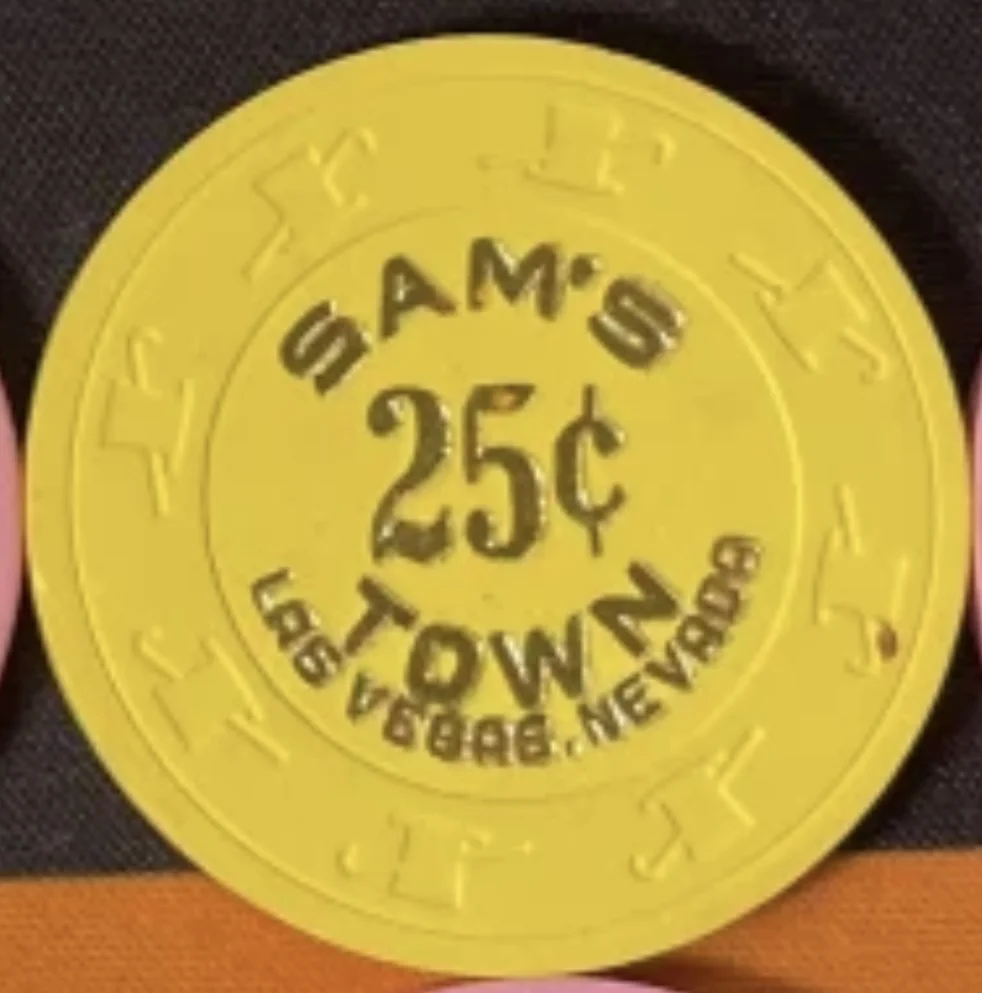 SAM'S
25¢
TOWN
LAS VEGAS, NEVADA